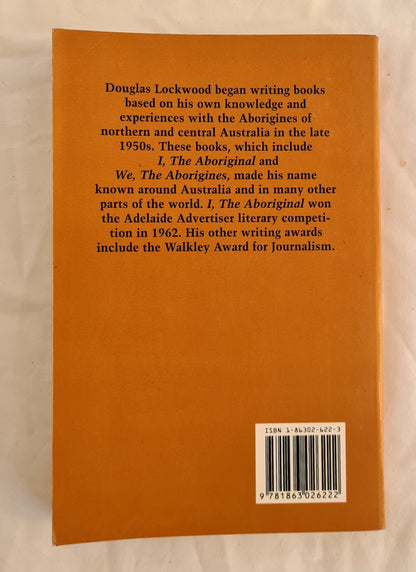 Douglas Lockwood began writing books
based on his own knowledge and
experiences with the Aborigines of
northern and central Australia in the late
1950s. These books, which include
I, The Aboriginal and
We, The Aborigines, made his name
known around Australia and in many other
parts of the world. I, The Aboriginal won
the Adelaide Advertiser literary competi-
tion in 1962. His other writing awards
include the Walkley Award for Journalism.
ISBN 1-86302-622-3
9 781863 026222